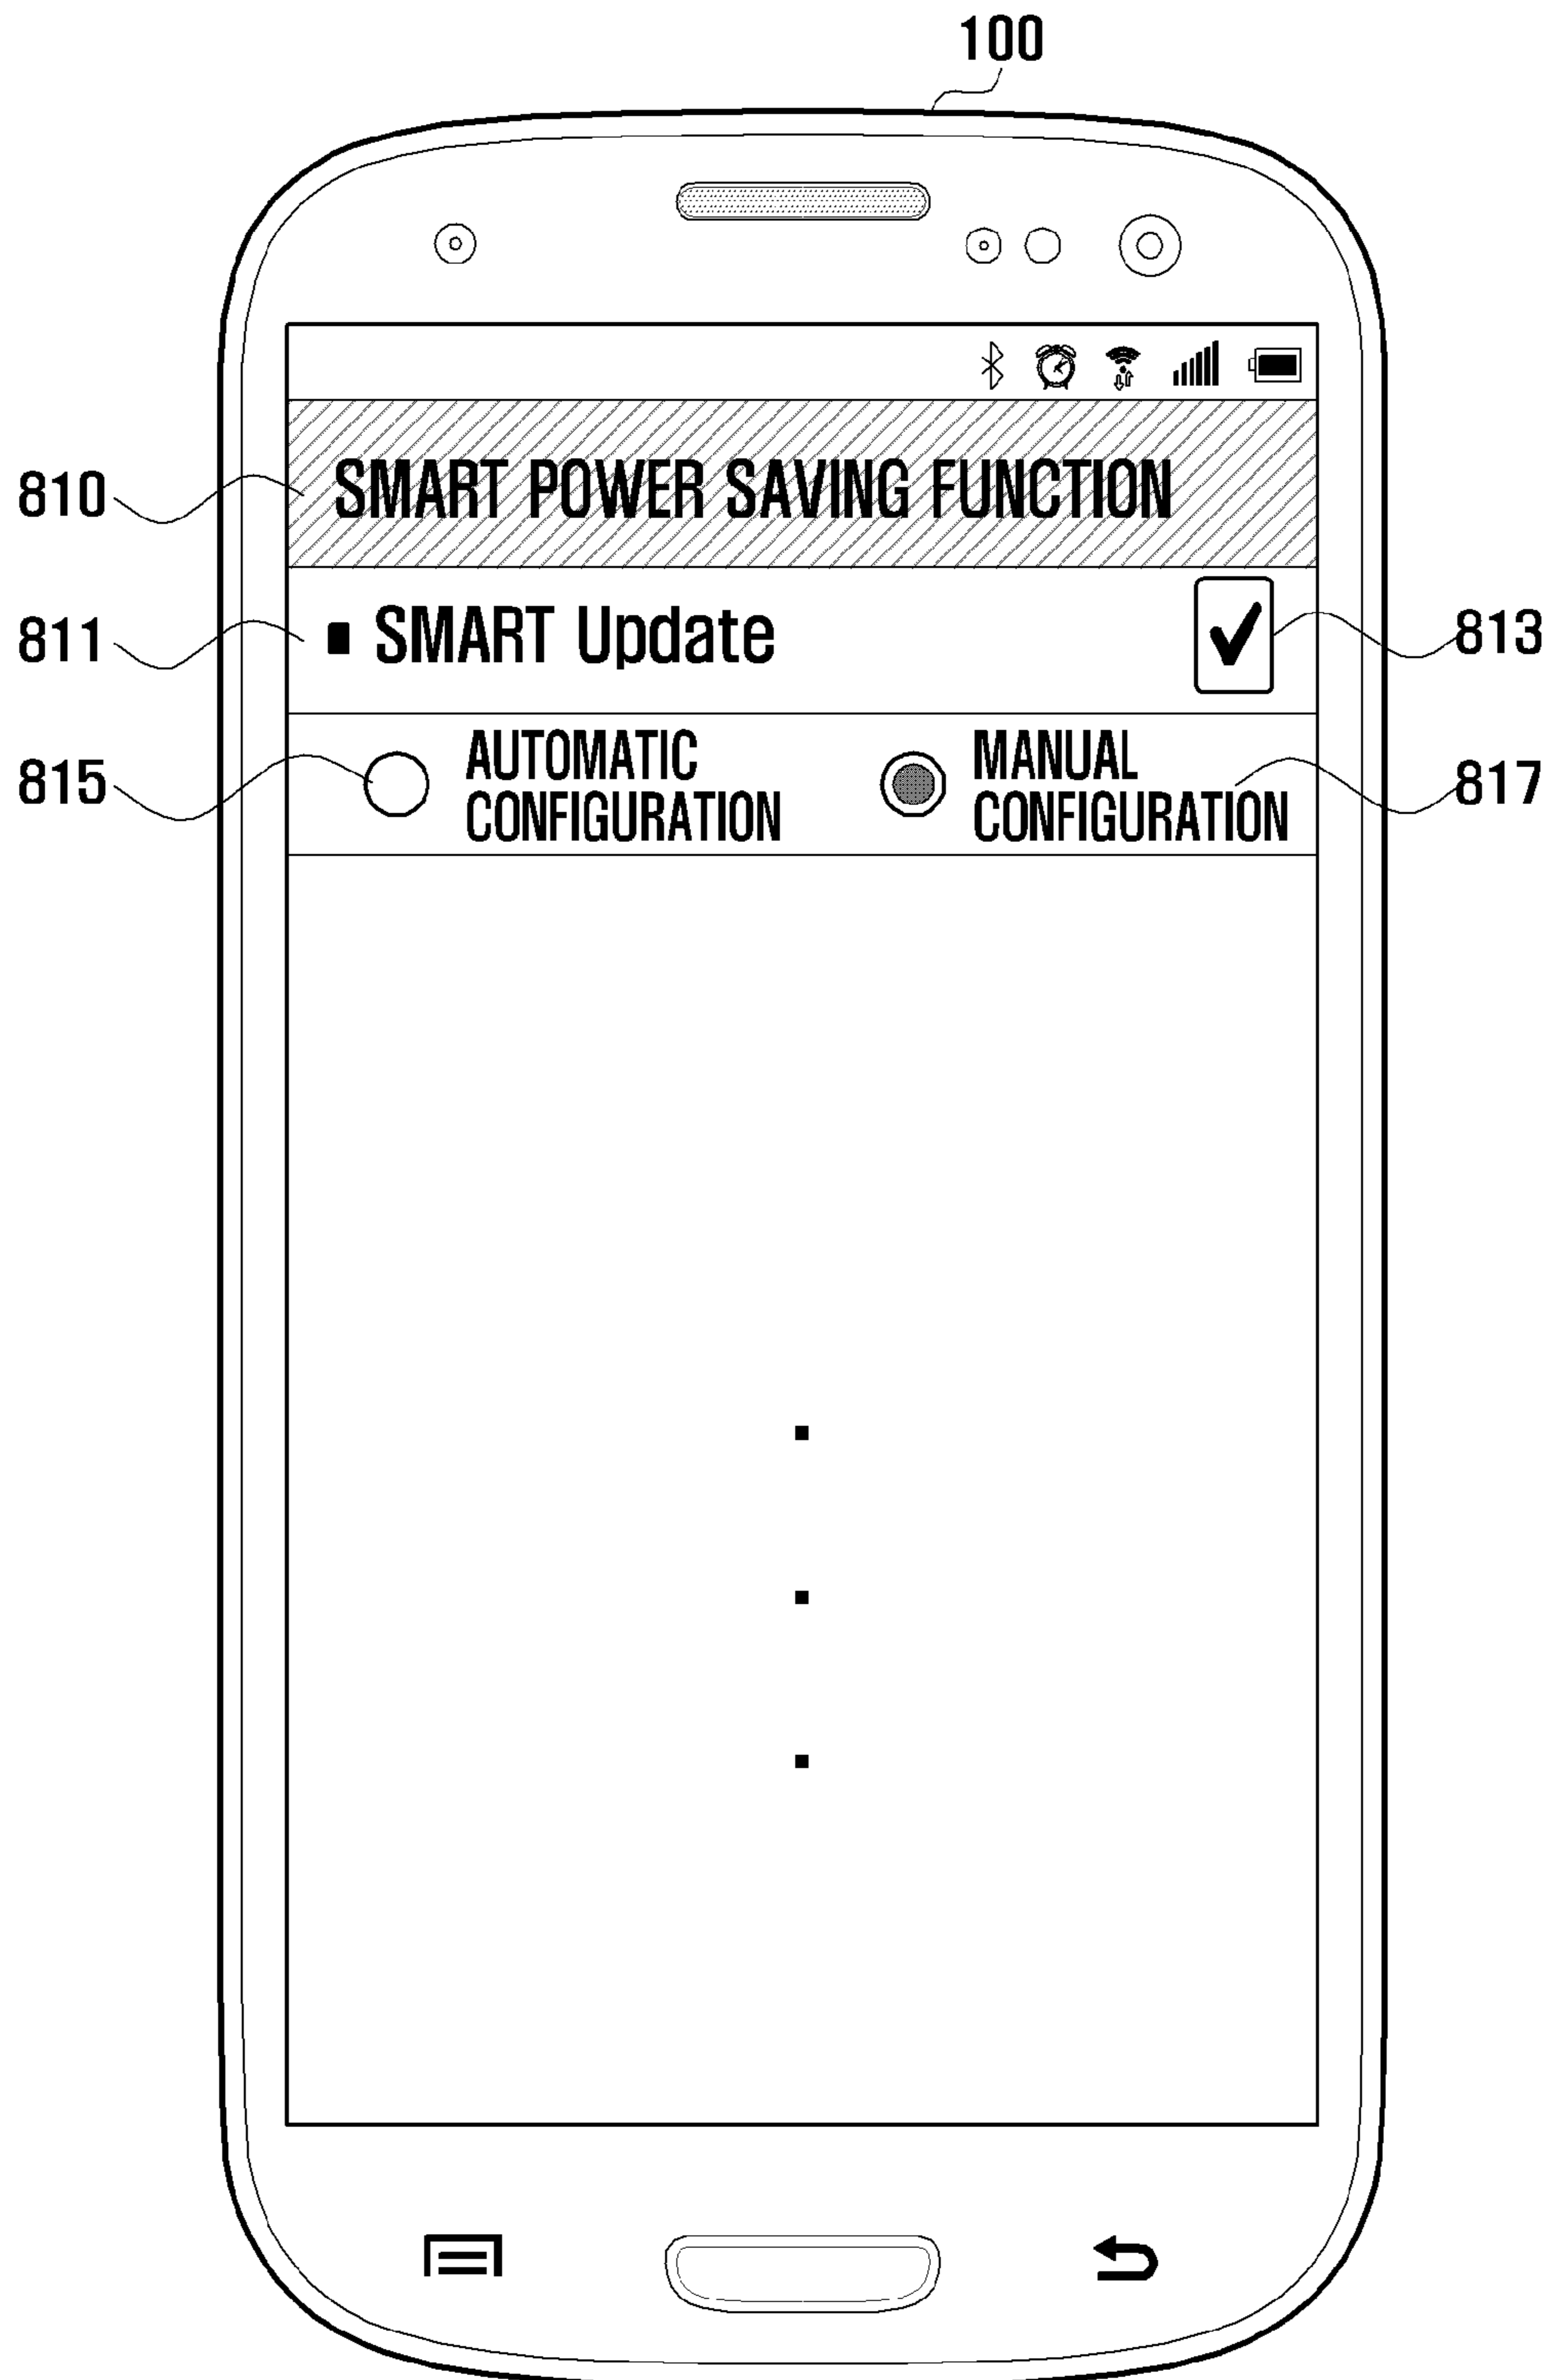 100
810
SMART POWER SAVING FUNCTION
811
SMART Update
813
815
AUTOMATIC
CONFIGURATION
MANUAL
CONFIGURATION
817